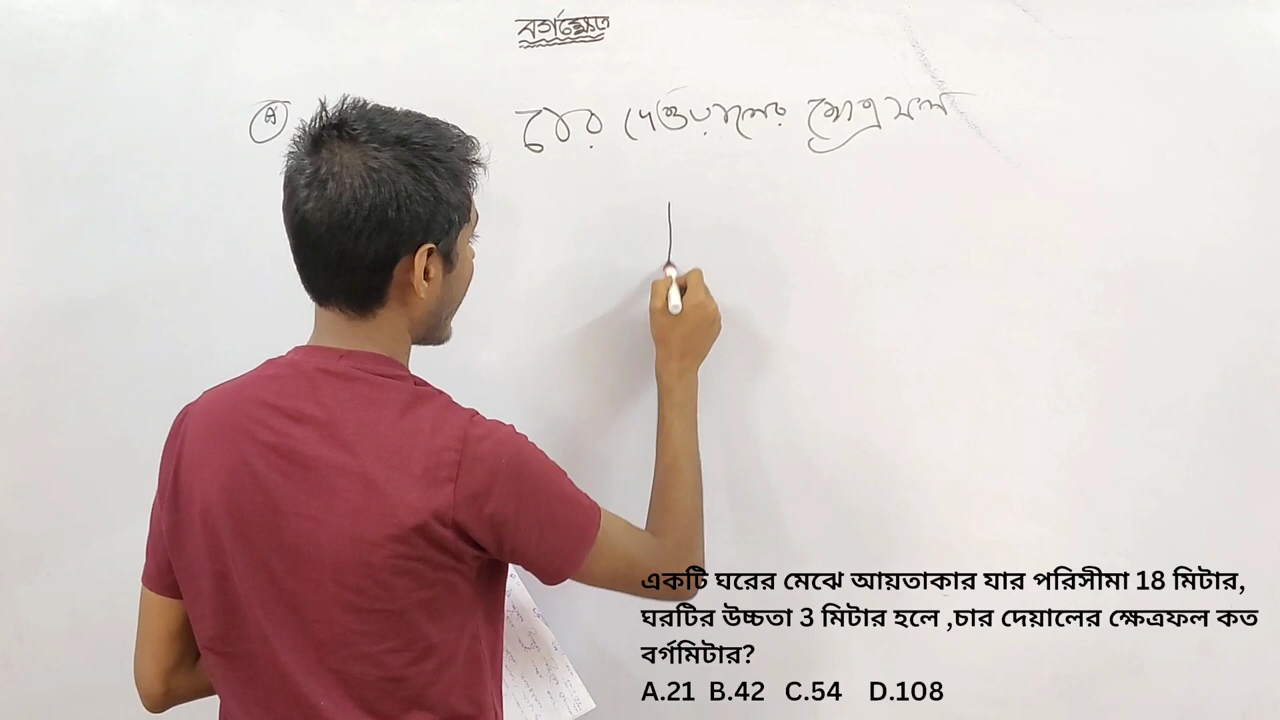 বর্গক্ষেত্র
দেওয়ালের ক্ষেত্রফল
একটি ঘরের মেঝে আয়তাকার যার পরিসীমা 18 মিটার,
ঘরটির উচ্চতা 3 মিটার হলে ,চার দেয়ালের ক্ষেত্রফল কত
বর্গমিটার?
A.21 B.42 C.54 D.108